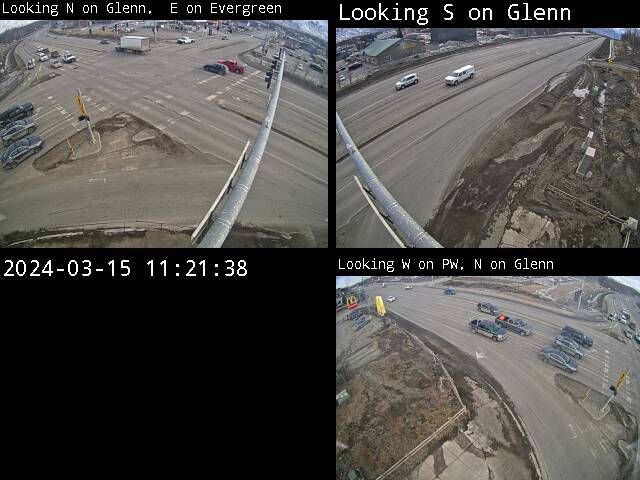 Looking N on Glenn,  E on Evergreen
Looking S on Glenn
2024-03-15 11:21:38
Looking W on PW, N on Glenn